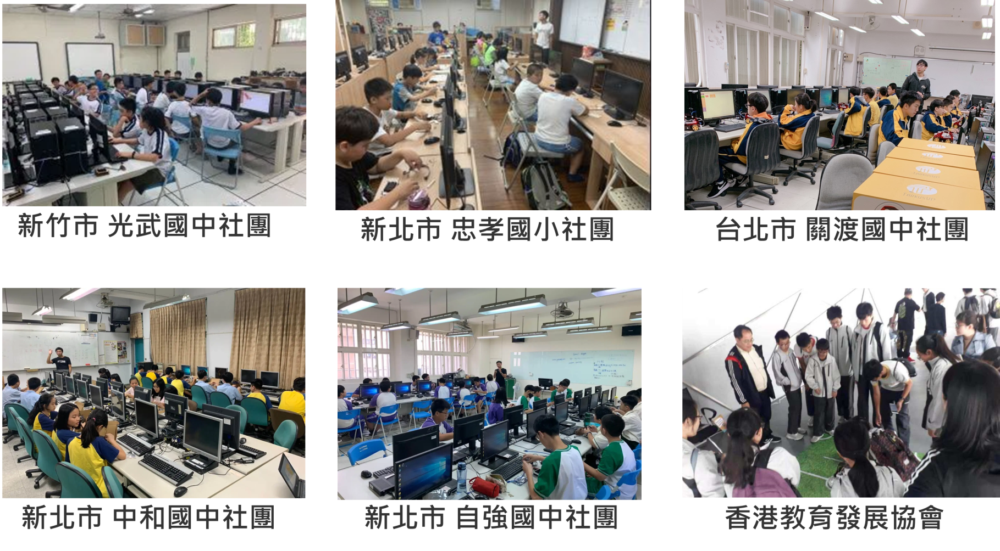 新竹市 光武國中社團
新北市 忠孝國小社團
台北市 關渡國中社團
新北市 中和國中社團
新北市 自強國中社團
香港教育發展協會